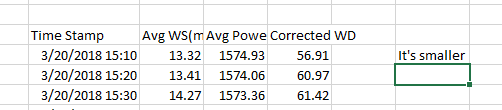 Time Stamp Avg WS(m Avg Powe Corrected WD
3/20/2018 15:10 13.32 1574.93 56.91 It's smaller
3/20/2018 15:20 13.41 1574.06 60.97
3/20/2018 15:30 14.27 1573.36 61.42